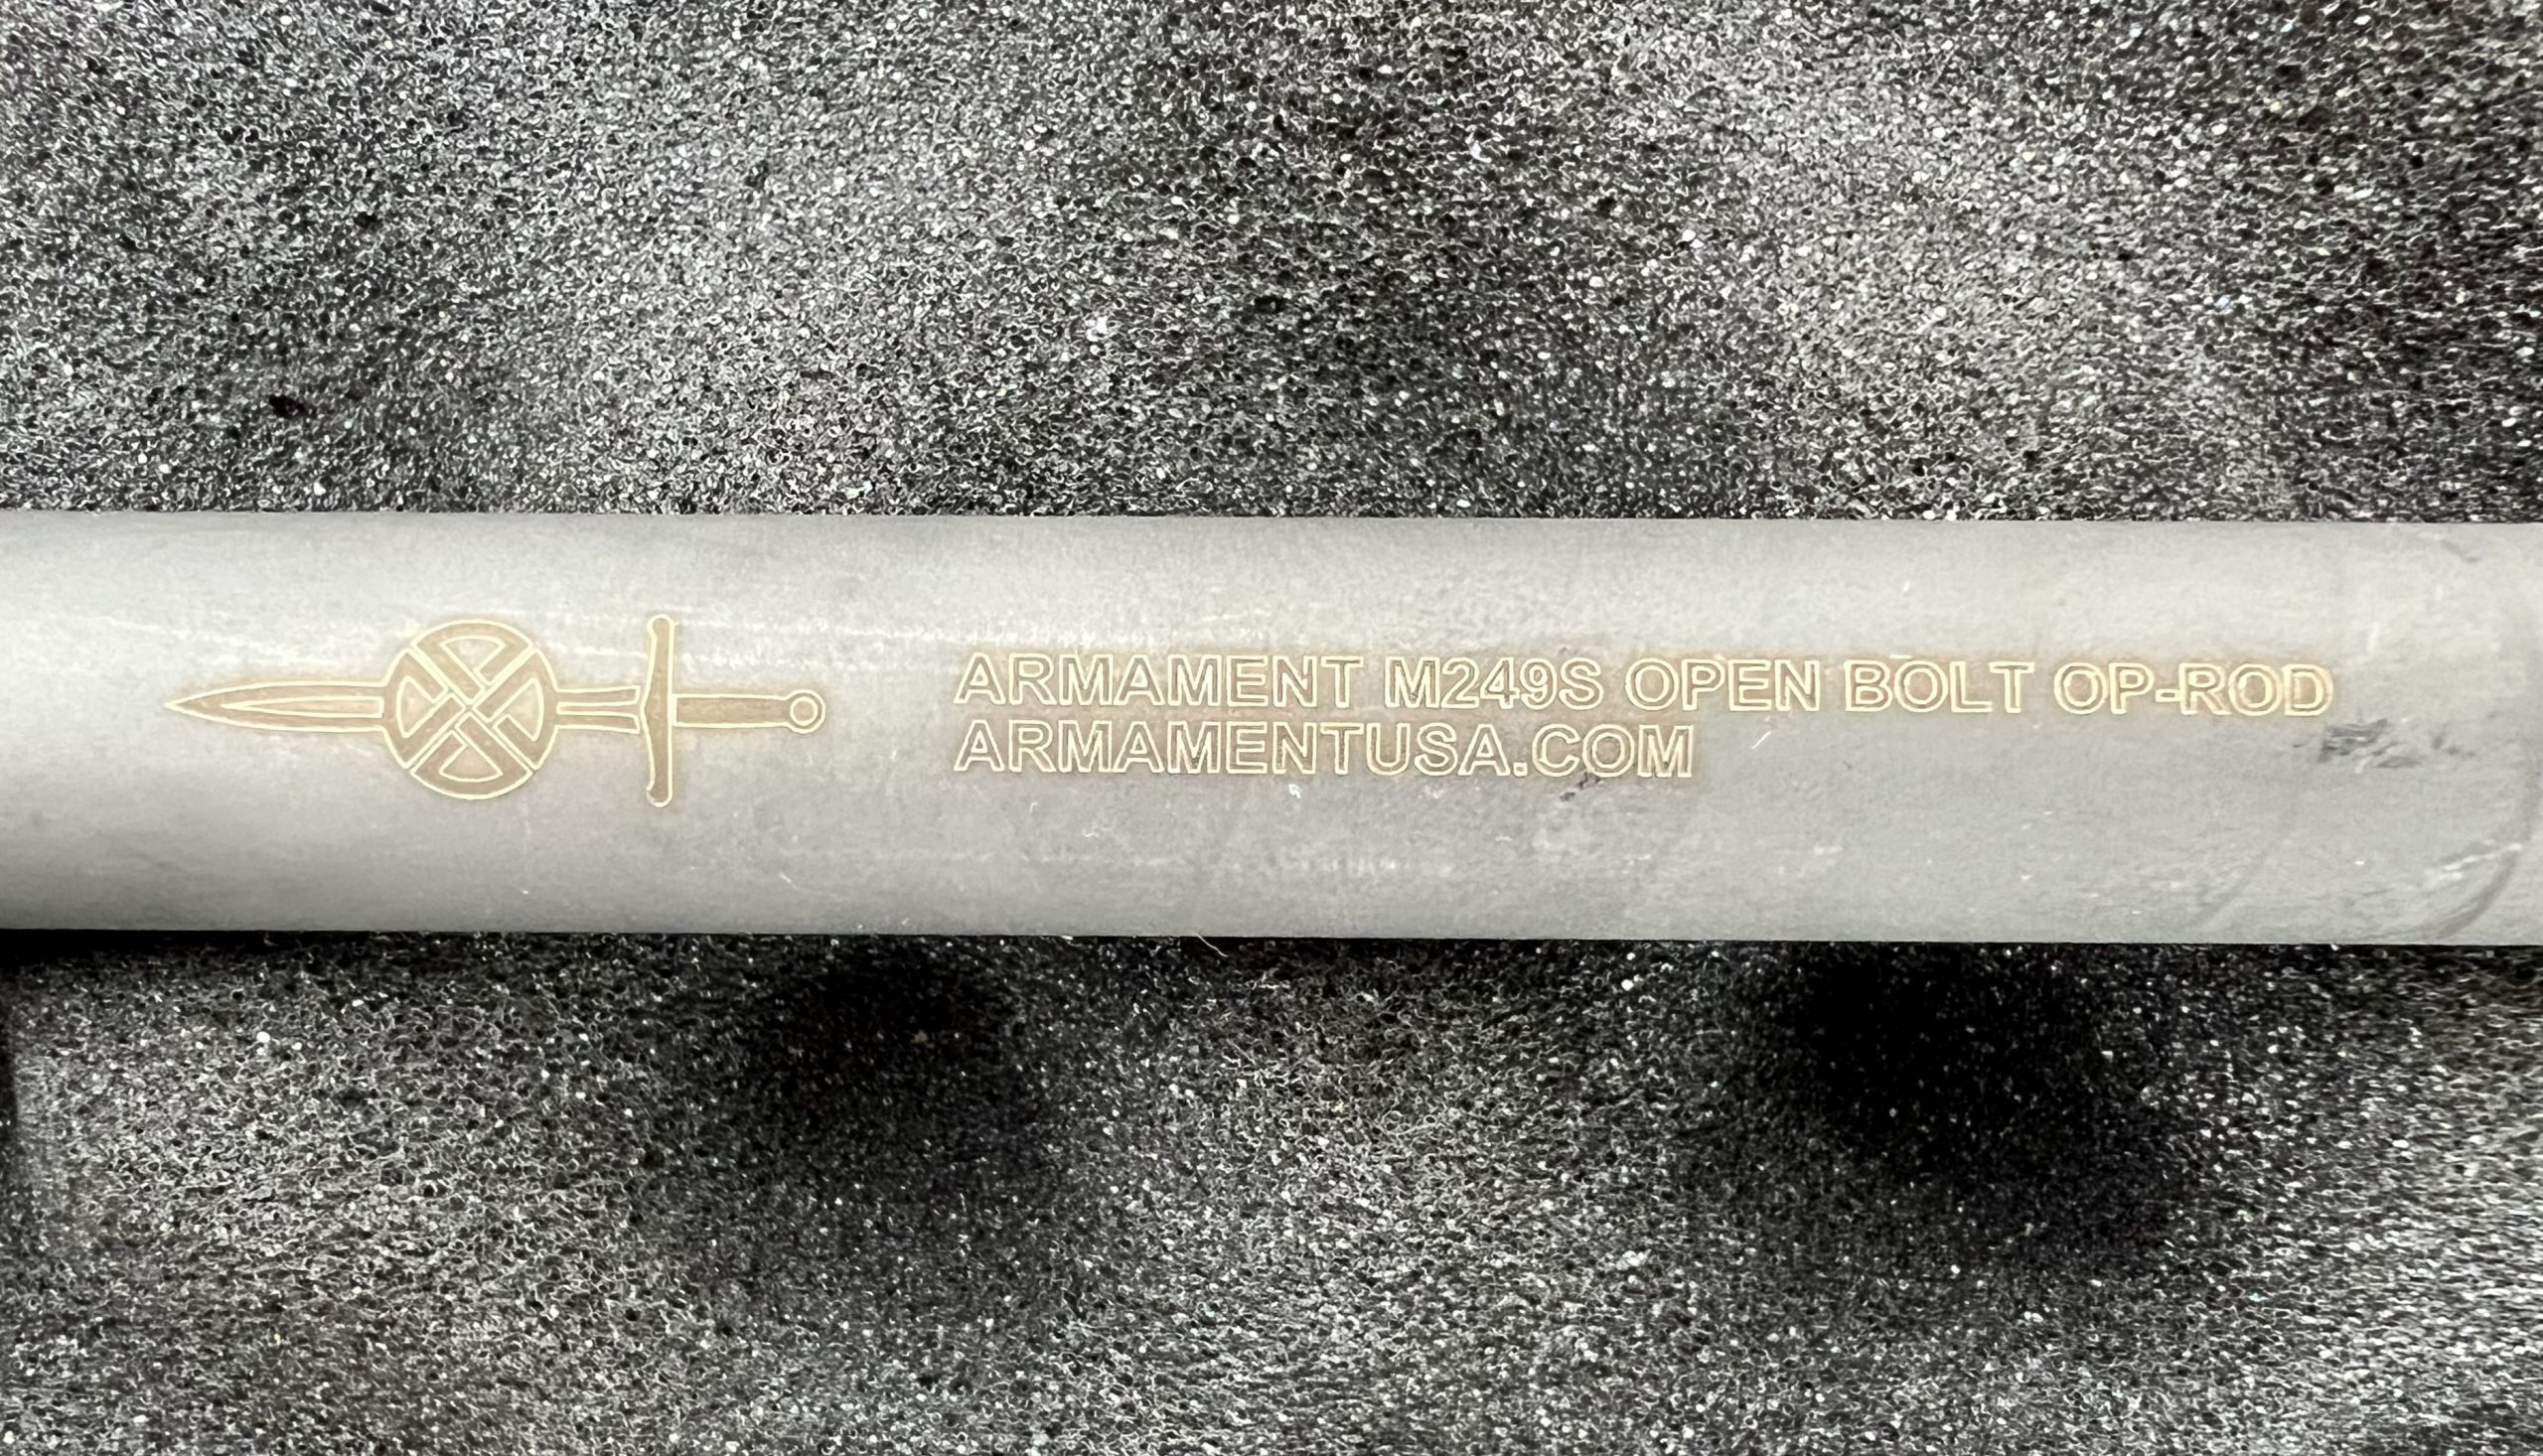 ARMAMENT M249S OPEN BOLT OP-ROD
ARMAMENTUSA.COM